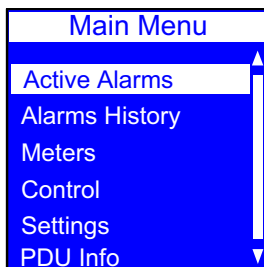 Main Menu
Active Alarms
Alarms History
Meters
Control
Settings
PDU Info